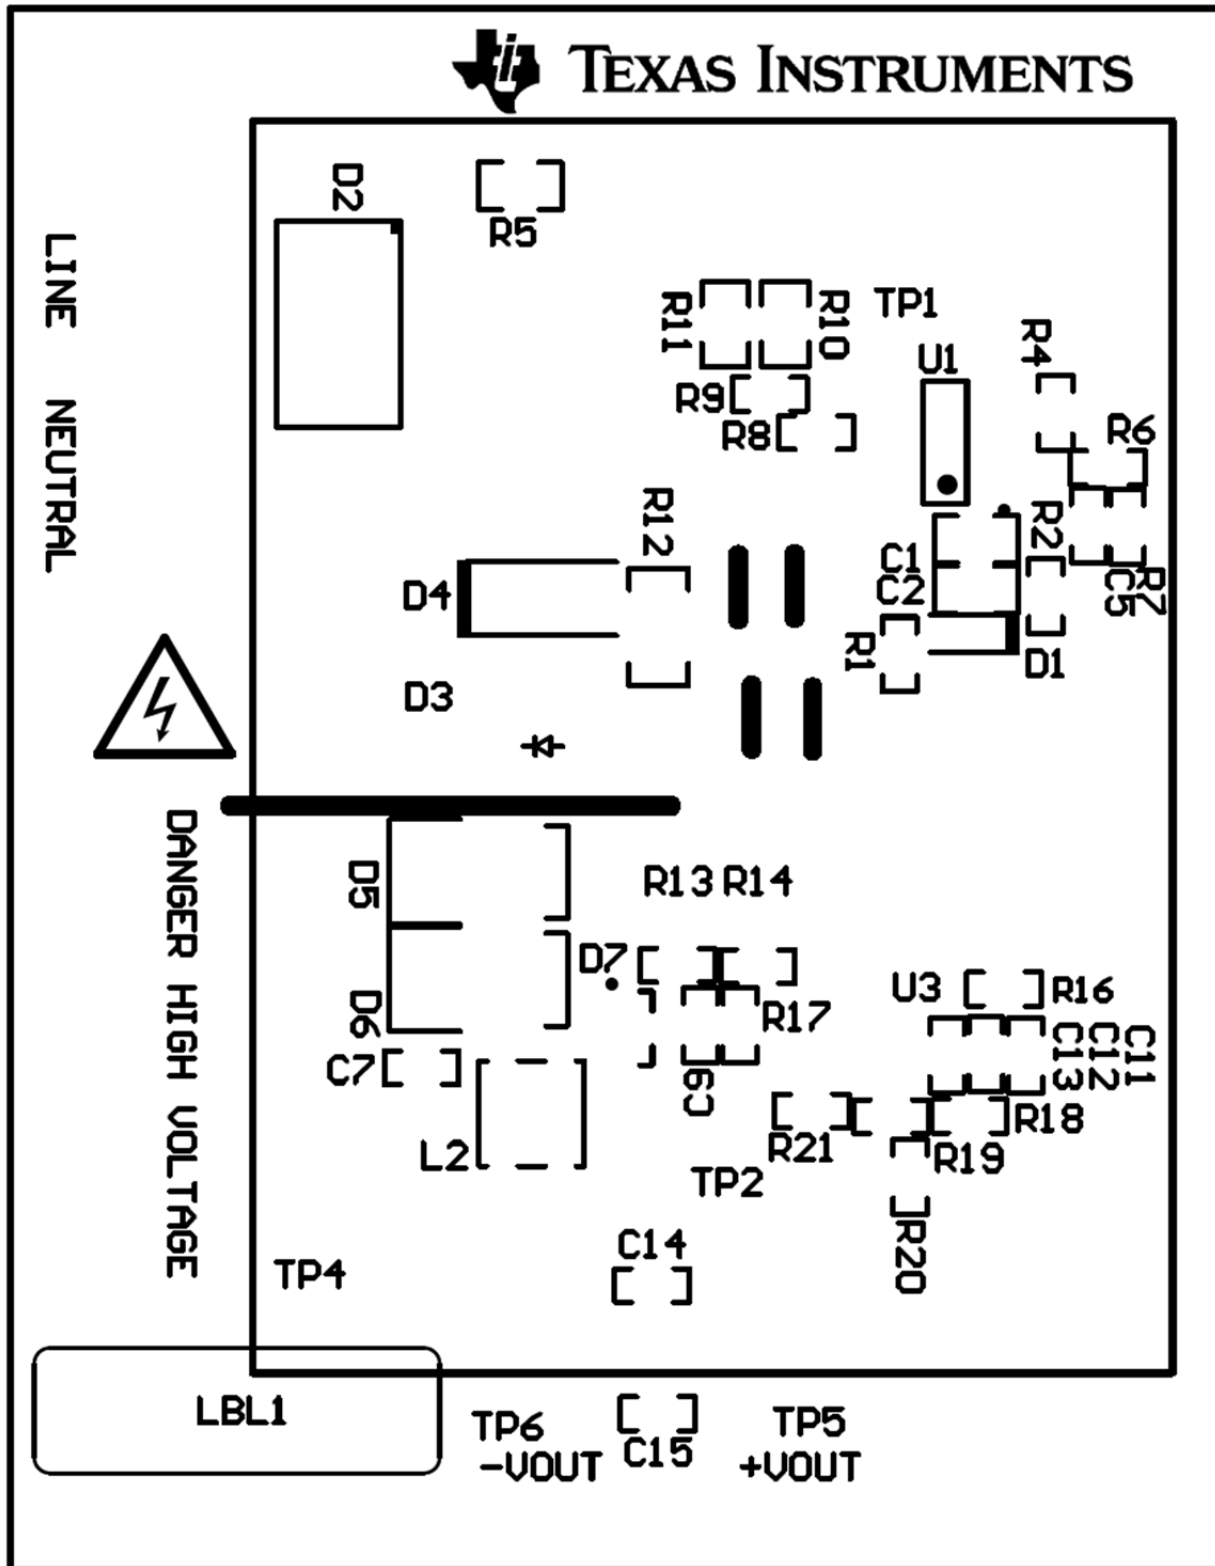 TEXAS INSTRUMENTS
D2
R5
LINE NEUTRAL
R11
R10
TP1
R4
U1
R9
R8
R6
R12
R2
C1
C2
C5
R7
D4
R1
D1
D3
DANGER HIGH VOLTAGE
D5
R13 R14
D7
U3
R16
D6
R17
C13
C12
C11
C7
C9
R18
R21
R19
L2
TP2
R20
C14
TP4
LBL1
TP6
TP5
C15
-VOUT
+VOUT